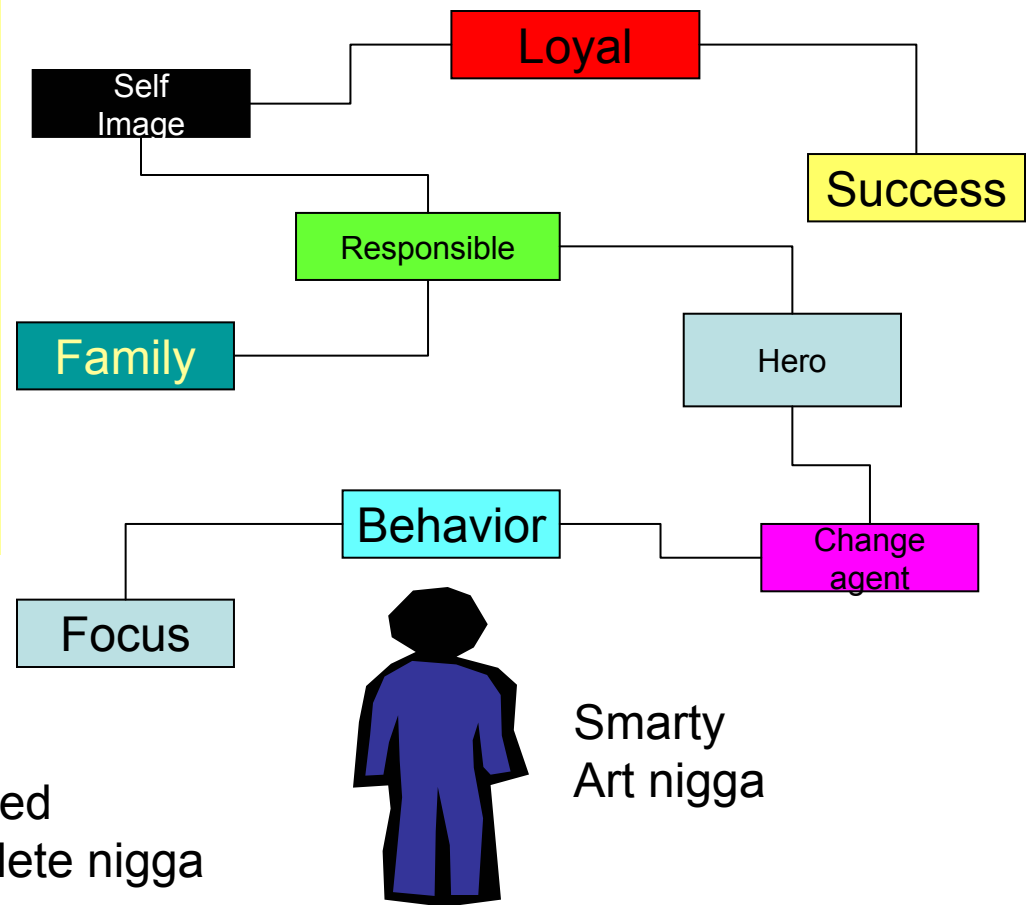 Loyal
Self
Image
Success
Responsible
Family
Hero
Behavior
Change
agent
Focus
Smarty
Art nigga
ed
lete nigga